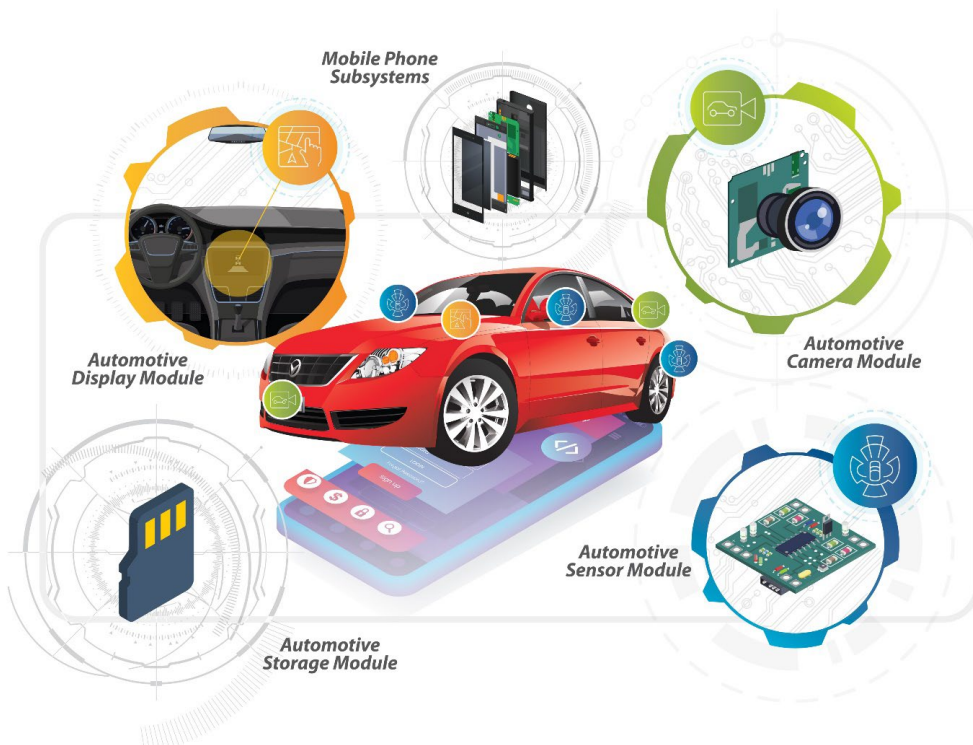 Mobile Phone
Subsystems
Automotive
Display Module
Automotive
Camera Module
Sign Up
Automotive
Sensor Module
Automotive
Storage Module